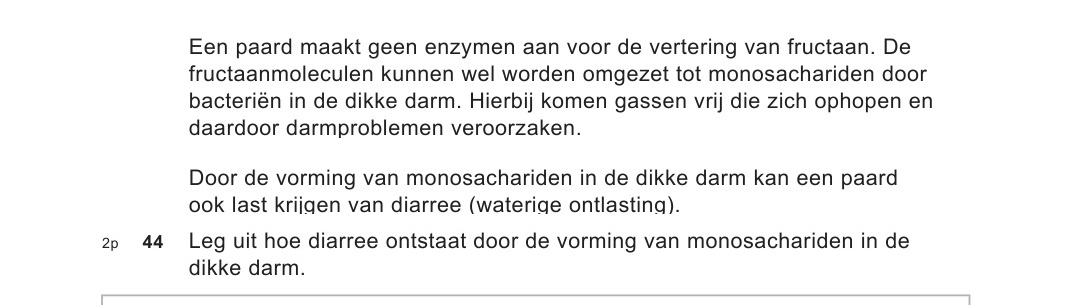 Een paard maakt geen enzymen aan voor de vertering van fructaan. De
fructaanmoleculen kunnen wel worden omgezet tot monosachariden door
bacteriën in de dikke darm. Hierbij komen gassen vrij die zich ophopen en
daardoor darmproblemen veroorzaken.
Door de vorming van monosachariden in de dikke darm kan een paard
ook last krijgen van diarree (waterige ontlasting).
2p 44 Leg uit hoe diarree ontstaat door de vorming van monosachariden in de
dikke darm.